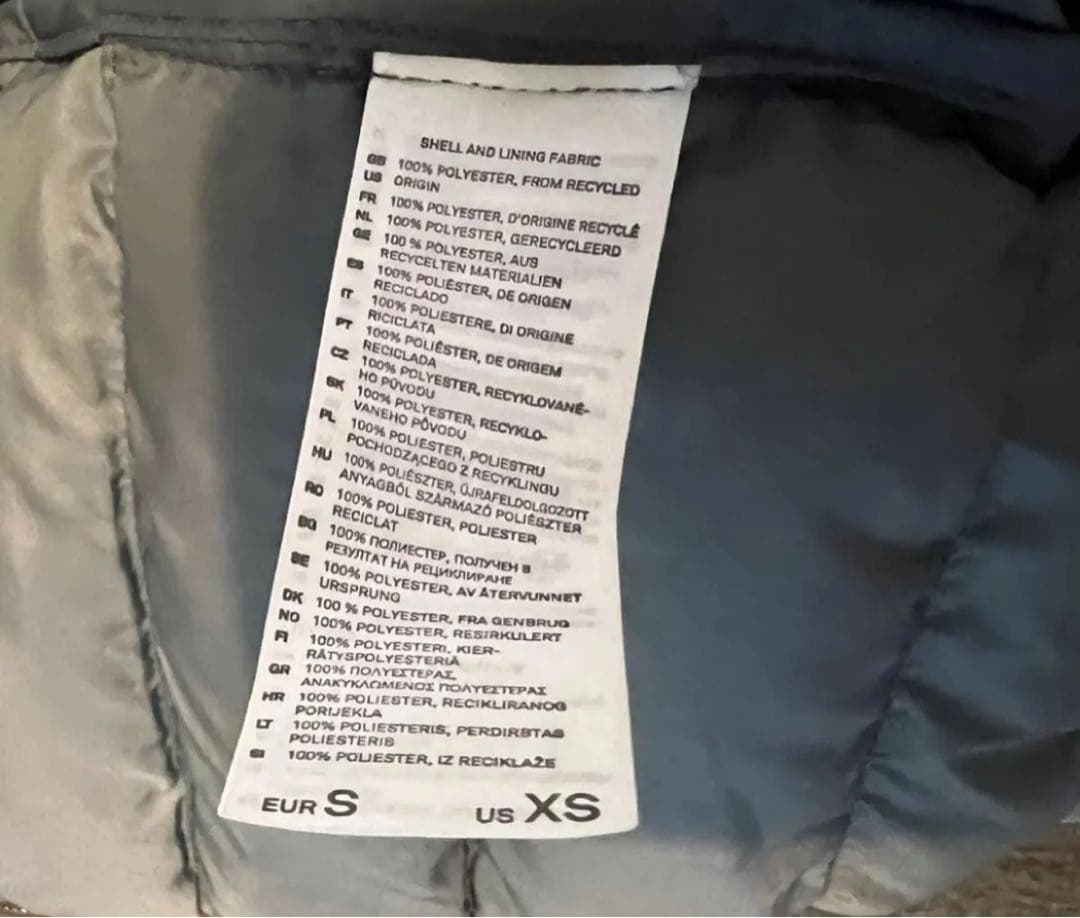 SHELL AND LINING FABRIC
GB 100% POLYESTER, FROM RECYCLED
US ORIGIN
FR 100% POLYESTER, D'ORIGINE RECYCLÉ
NL 100% POLYESTER, GERECYCLEERD
GE 100 % POLYESTER, AUS
RECYCELTEN MATERIALIEN
ES 100% POLIÉSTER, DE ORIGEN
RECICLADO
IT 100% POLIESTERE, DI ORIGINE
RICICLATA
PT 100% POLIÉSTER, DE ORIGEM
RECICLADA
CZ 100% POLYESTER, RECYKLOVANÉ-
HO PŮVODU
SK 100% POLYESTER, RECYKLO-
VANEHO PÔVODU
PL 100% POLIESTER, POLIESTRU
POCHODZĄCEGO Z RECYKLINGU
HU 100% POLIÉSZTER, ÚJRAFELDOLGOZOTT
ANYAGBÓL SZÁRMAZÓ POLIÉSZTER
RO 100% POLIESTER, POLIESTER
RECICLAT
BG 100% ПОЛИЕСТЕР, ПОЛУЧЕН В
РЕЗУЛТАТ НА РЕЦИКЛИРАНЕ
SE 100% POLYESTER, AV ÅTERVUNNET
URSPRUNG
DK 100 % POLYESTER, FRA GENBRUG
NO 100% POLYESTER, RESIRKULERT
FI 100% POLYESTERI, KIER-
RÄTYSPOLYESTERIÄ
GR 100% ΠΟΛΥΕΣΤΕΡΑΣ,
ΑΝΑΚΥΚΛΩΜΕΝΟΣ ΠΟΛΥΕΣΤΕΡΑΣ
HR 100% POLIESTER, RECIKLIRANOG
PORIJEKLA
LT 100% POLIESTERIS, PERDIRBTAS
POLIESTERIS
SI 100% POLIESTER, IZ RECIKLAŽE
EUR S US XS